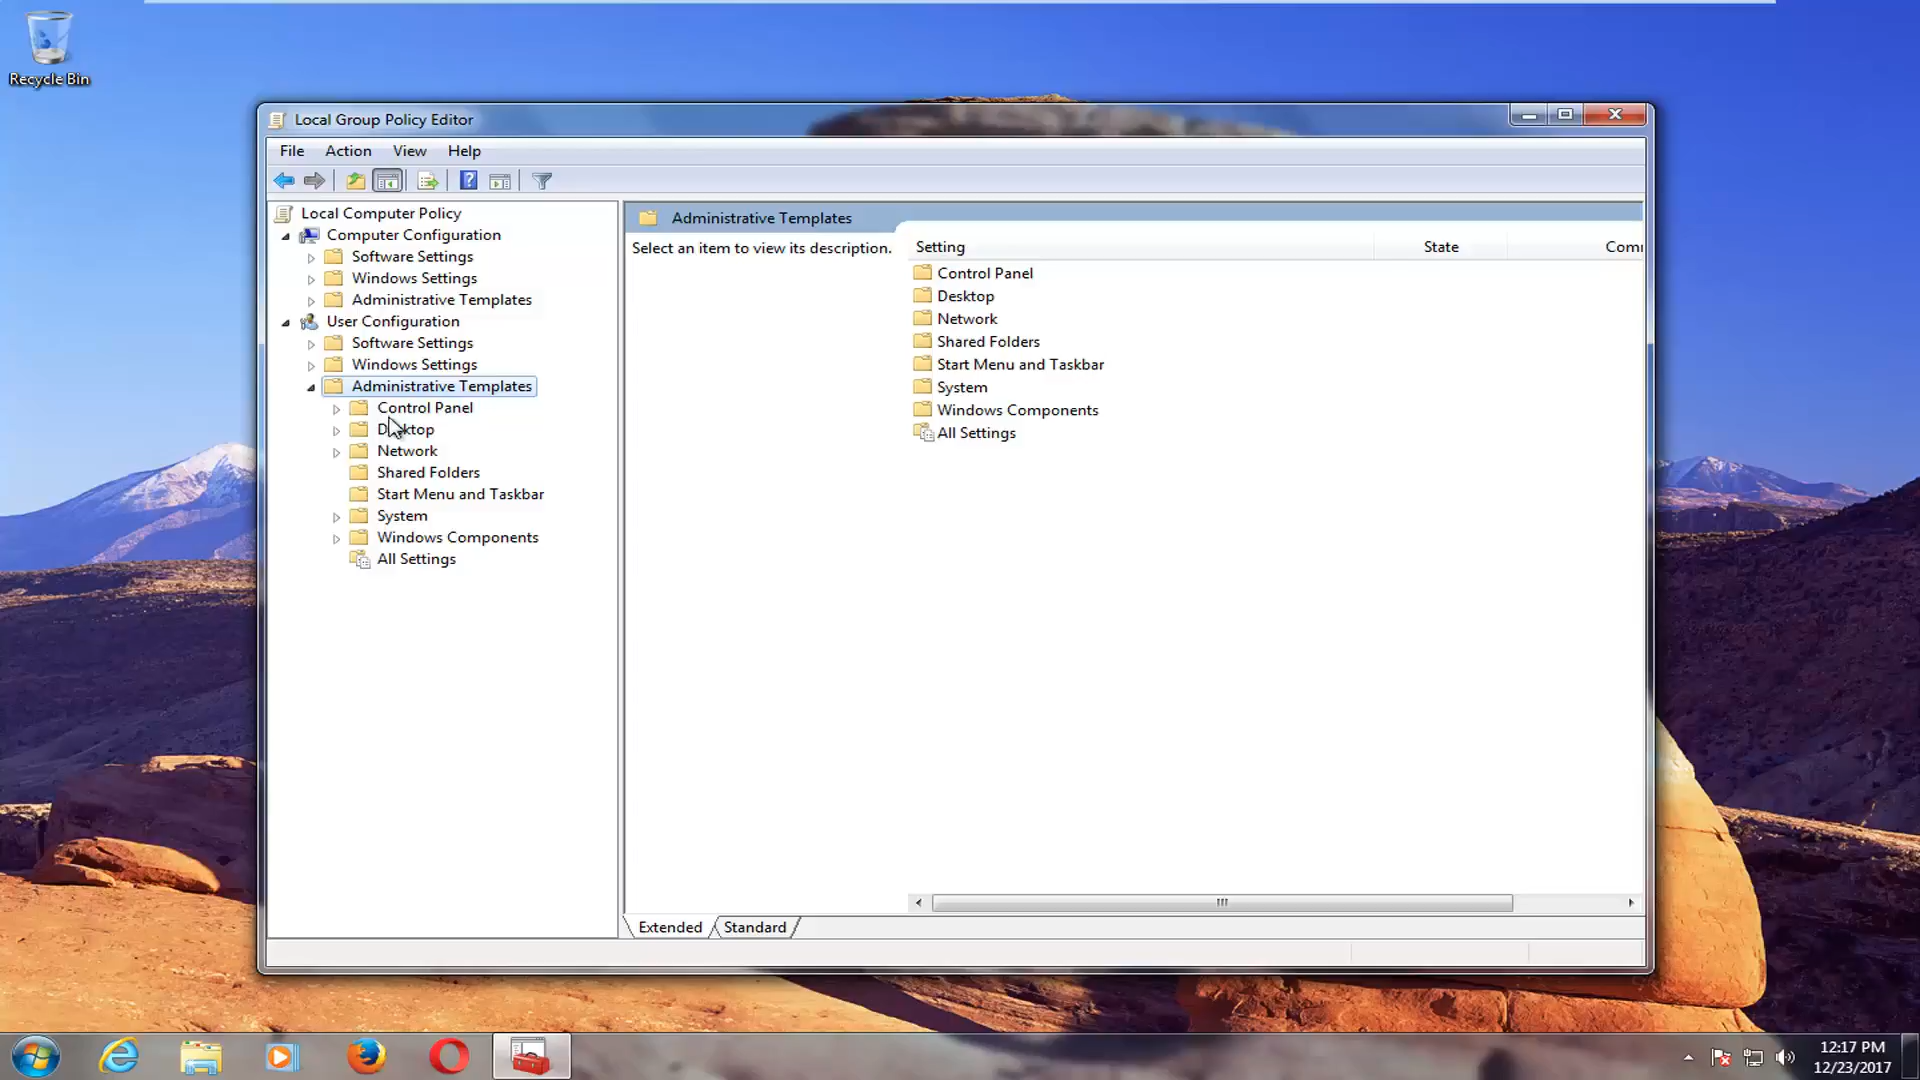 Recycle Bin
Local Group Policy Editor
File Action View Help
Local Computer Policy
Computer Configuration
Software Settings
Windows Settings
Administrative Templates
User Configuration
Software Settings
Windows Settings
Administrative Templates
Control Panel
Desktop
Network
Shared Folders
Start Menu and Taskbar
System
Windows Components
All Settings
Administrative Templates
Select an item to view its description.
Setting State Comr
Control Panel
Desktop
Network
Shared Folders
Start Menu and Taskbar
System
Windows Components
All Settings
Extended Standard
12:17 PM
12/23/2017